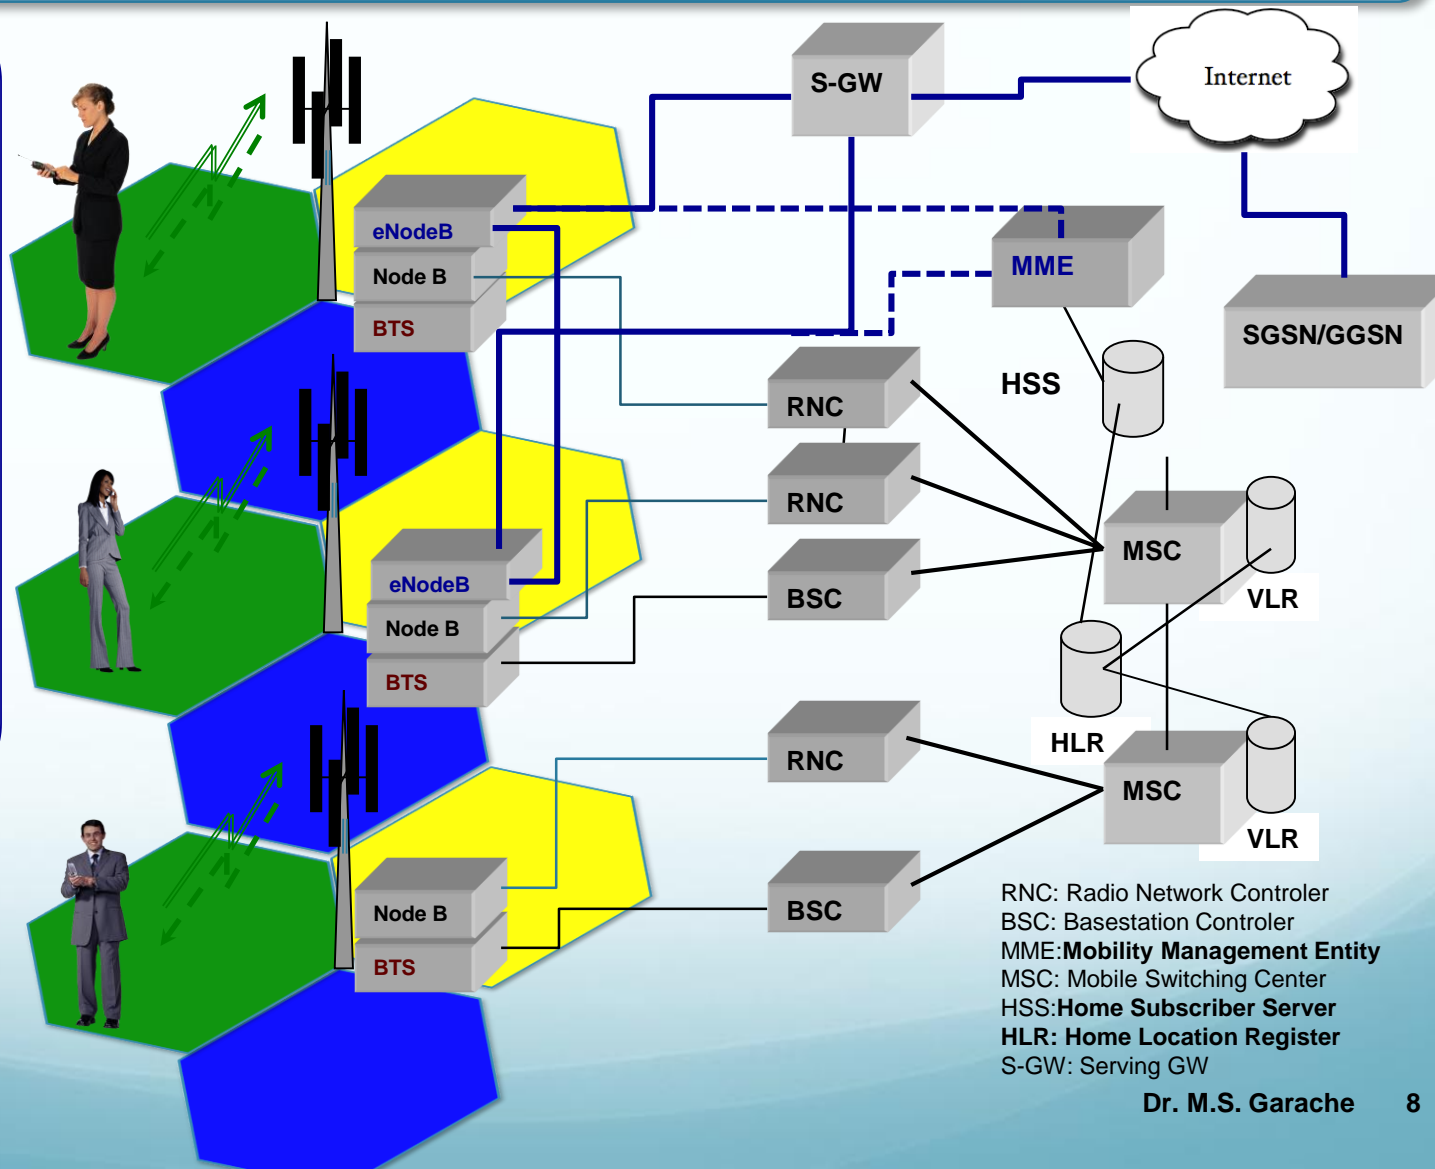 S-GW
Internet
eNodeB
Node B
BTS
MME
SGSN/GGSN
HSS
RNC
RNC
BSC
MSC
VLR
eNodeB
Node B
BTS
HLR
RNC
MSC
VLR
BSC
Node B
BTS
RNC: Radio Network Controler
BSC: Basestation Controler
MME:Mobility Management Entity
MSC: Mobile Switching Center
HSS:Home Subscriber Server
HLR: Home Location Register
S-GW: Serving GW
Dr. M.S. Garache 8